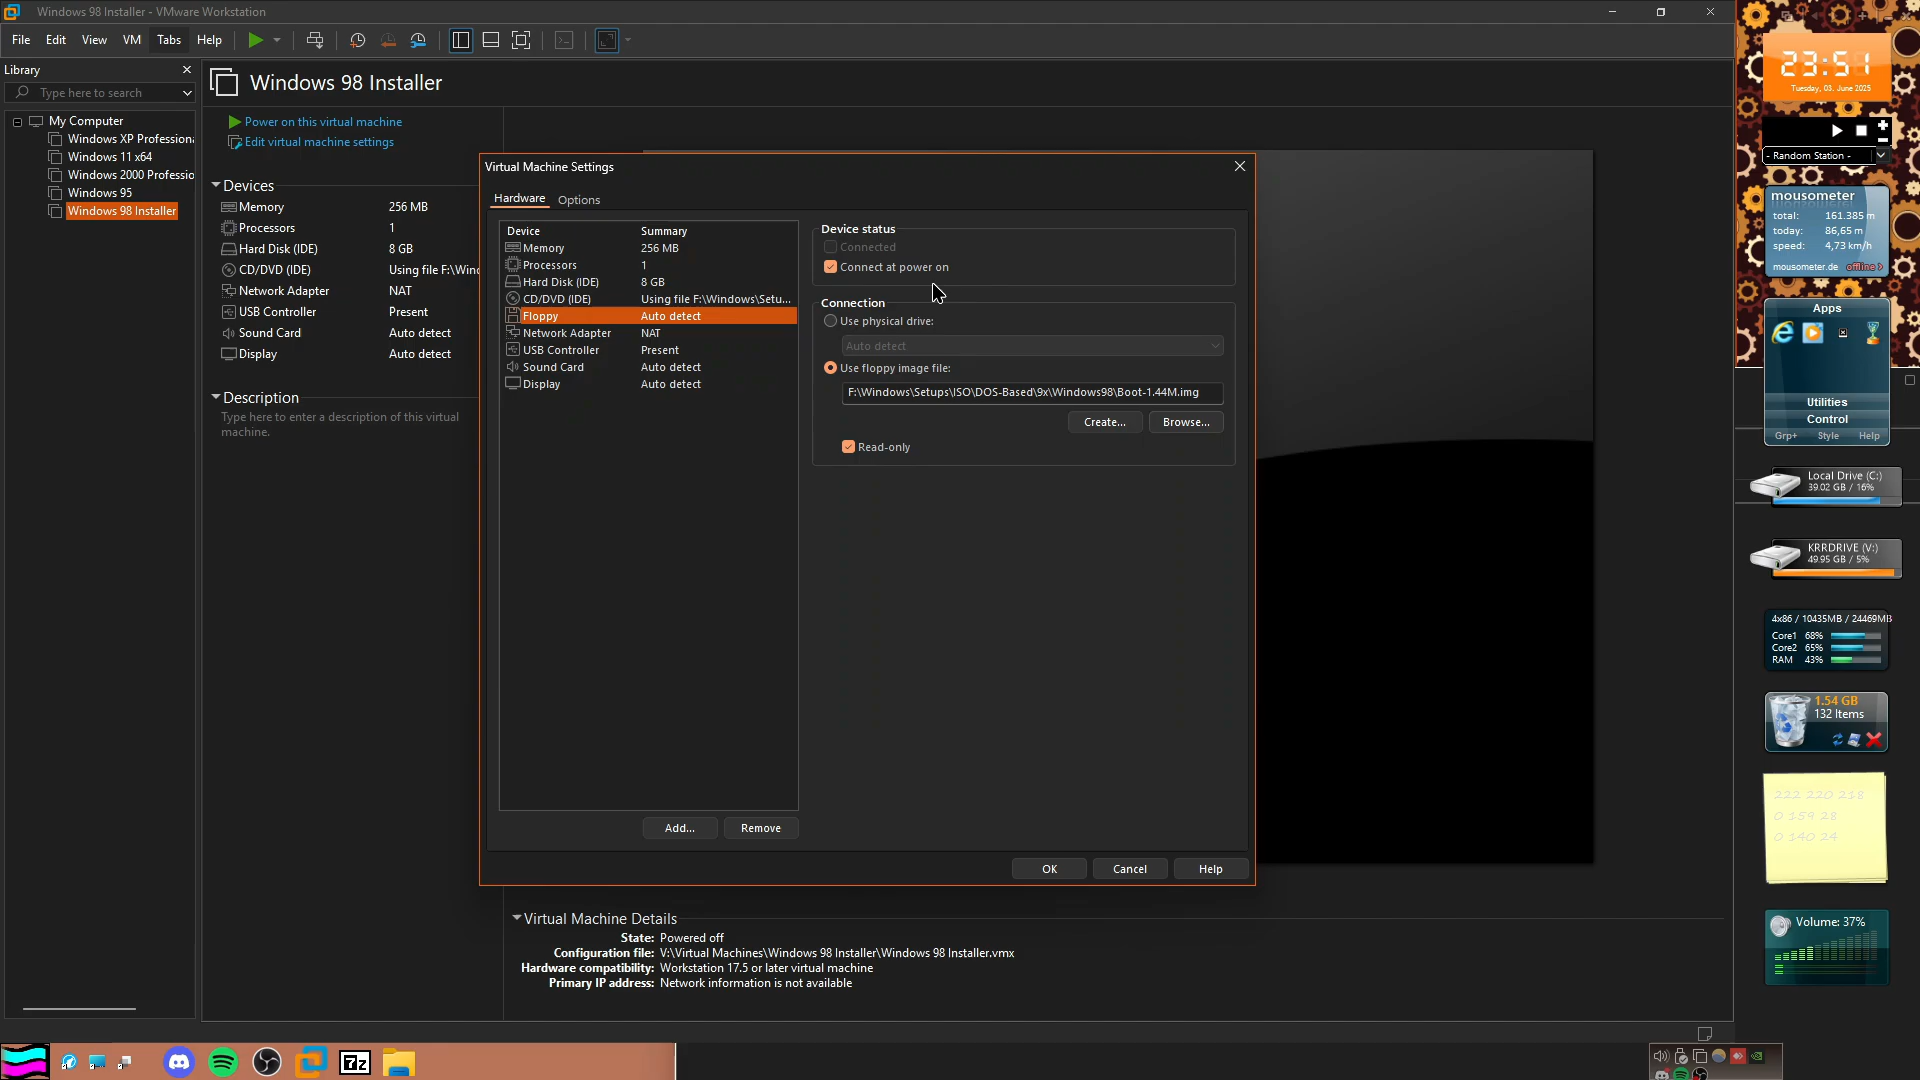 Windows 98 Installer - VMware Workstation
File Edit View VM Tabs Help
Library
Type here to search
My Computer
Windows XP Professiona
Windows 11 x64
Windows 2000 Professio
Windows 95
Windows 98 Installer
Windows 98 Installer
Power on this virtual machine
Edit virtual machine settings
Devices
Memory 256 MB
Processors 1
Hard Disk (IDE) 8 GB
CD/DVD (IDE) Using file F:\Winc
Network Adapter NAT
USB Controller Present
Sound Card Auto detect
Display Auto detect
Description
Type here to enter a description of this virtual
machine.
Virtual Machine Settings
Hardware Options
Device Summary
Memory 256 MB
Processors 1
Hard Disk (IDE) 8 GB
CD/DVD (IDE) Using file F:\Windows\Setu...
Floppy Auto detect
Network Adapter NAT
USB Controller Present
Sound Card Auto detect
Display Auto detect
Add... Remove
Device status
Connected
Connect at power on
Connection
Use physical drive:
Auto detect
Use floppy image file:
F:\Windows\Setups\ISO\DOS-Based\9x\Windows98\Boot-1.44M.img
Create... Browse...
Read-only
OK Cancel Help
Virtual Machine Details
State: Powered off
Configuration file: V:\Virtual Machines\Windows 98 Installer\Windows 98 Installer.vmx
Hardware compatibility: Workstation 17.5 or later virtual machine
Primary IP address: Network information is not available
23:51
Tuesday, 03. June 2025
- Random Station -
mousometer
total: 161.385 m
today: 86,65 m
speed: 4,73 km/h
mousometer.de offline >
Apps
Utilities
Control
Grp+ Style Help
Local Drive (C:)
39.02 GB / 16%
KRRDRIVE (V:)
49.95 GB / 5%
4x86 / 10435MB / 24469MB
Core1 68%
Core2 65%
RAM 43%
1.54 GB
132 Items
222 220 218
0 159 28
0 140 24
Volume: 37%
7z